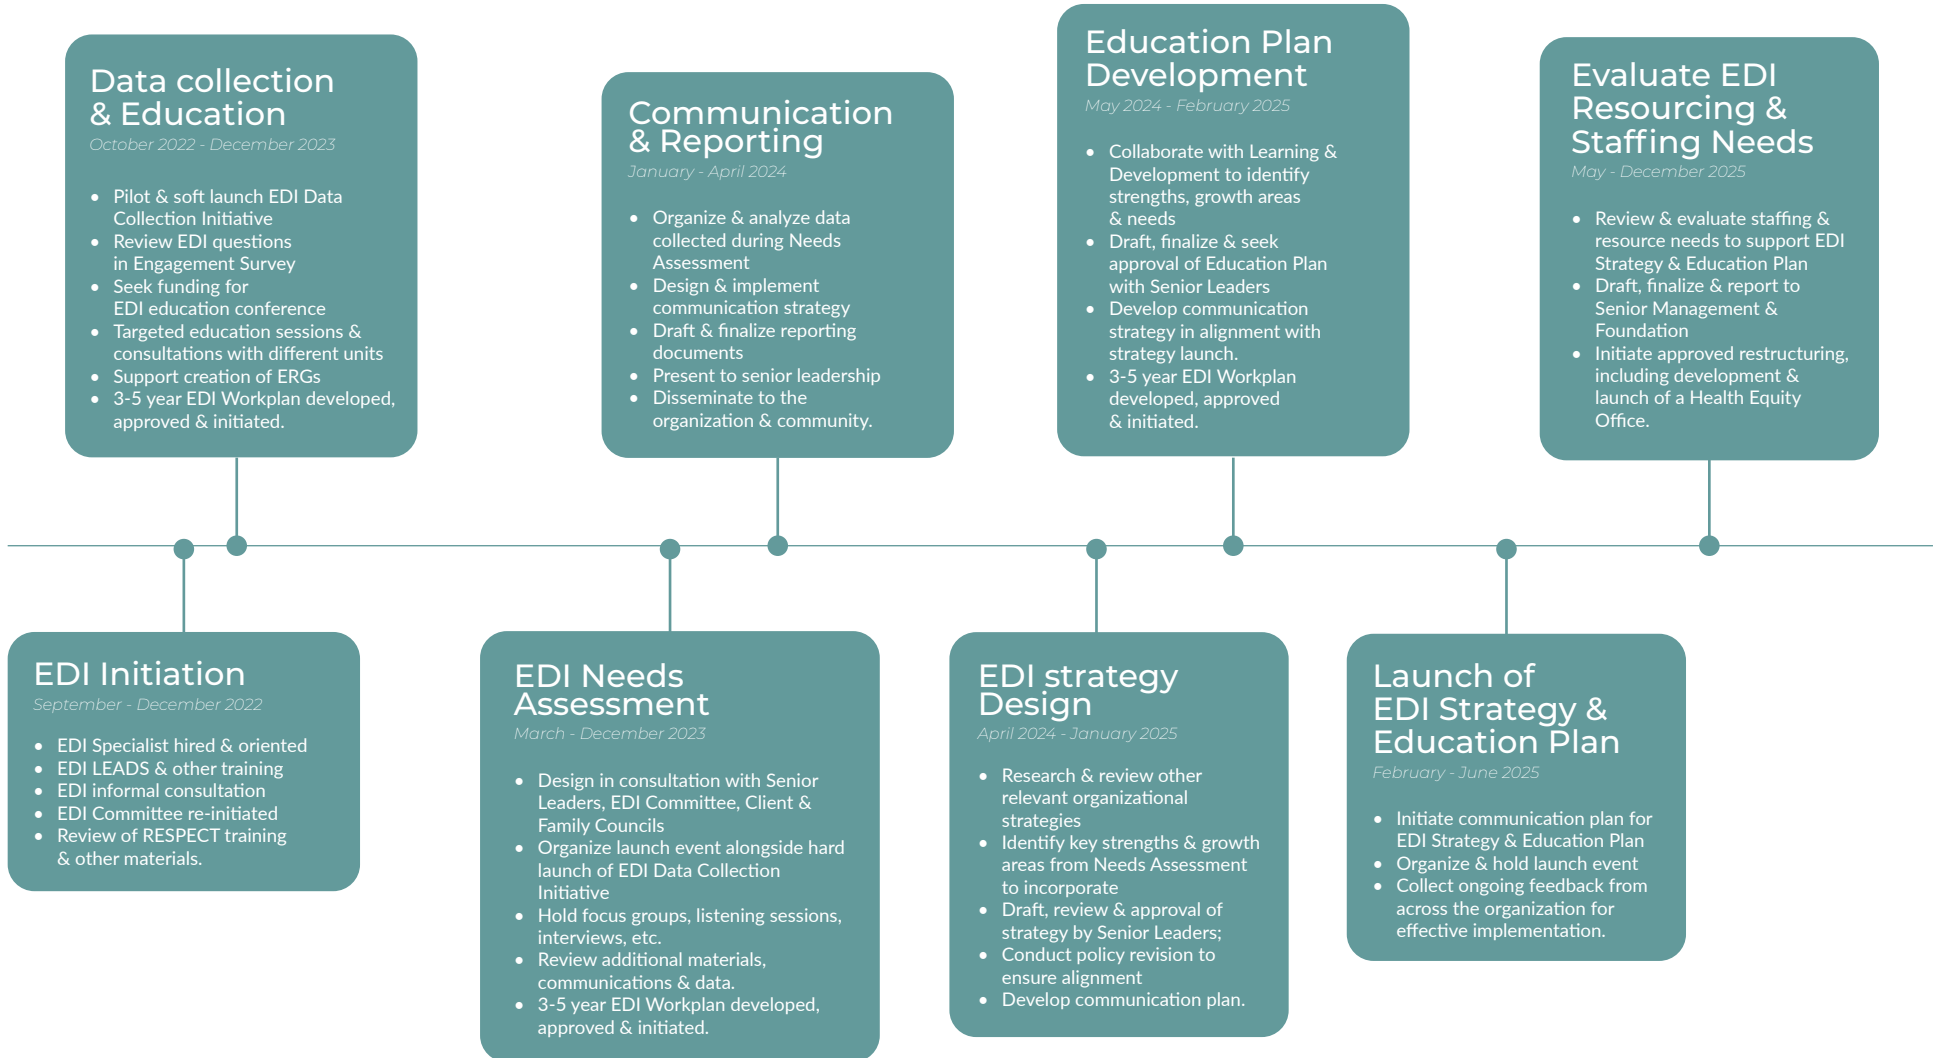 Data collection
& Education
October 2022 - December 2023
• Pilot & soft launch EDI Data
Collection Initiative
• Review EDI questions
in Engagement Survey
• Seek funding for
EDI education conference
• Targeted education sessions &
consultations with different units
• Support creation of ERGs
• 3-5 year EDI Workplan developed,
approved & initiated.
Communication
& Reporting
January - April 2024
• Organize & analyze data
collected during Needs
Assessment
• Design & implement
communication strategy
• Draft & finalize reporting
documents
• Present to senior leadership
• Disseminate to the
organization & community.
Education Plan
Development
May 2024 - February 2025
• Collaborate with Learning &
Development to identify
strengths, growth areas
& needs
• Draft, finalize & seek
approval of Education Plan
with Senior Leaders
• Develop communication
strategy in alignment with
strategy launch.
• 3-5 year EDI Workplan
developed, approved
& initiated.
Evaluate EDI
Resourcing &
Staffing Needs
May - December 2025
• Review & evaluate staffing &
resource needs to support EDI
Strategy & Education Plan
• Draft, finalize & report to
Senior Management &
Foundation
• Initiate approved restructuring,
including development &
launch of a Health Equity
Office.
EDI Initiation
September - December 2022
• EDI Specialist hired & oriented
• EDI LEADS & other training
• EDI informal consultation
• EDI Committee re-initiated
• Review of RESPECT training
& other materials.
EDI Needs
Assessment
March - December 2023
• Design in consultation with Senior
Leaders, EDI Committee, Client &
Family Councils
• Organize launch event alongside hard
launch of EDI Data Collection
Initiative
• Hold focus groups, listening sessions,
interviews, etc.
• Review additional materials,
communications & data.
• 3-5 year EDI Workplan developed,
approved & initiated.
EDI strategy
Design
April 2024 - January 2025
• Research & review other
relevant organizational
strategies
• Identify key strengths & growth
areas from Needs Assessment
to incorporate
• Draft, review & approval of
strategy by Senior Leaders;
• Conduct policy revision to
ensure alignment
• Develop communication plan.
Launch of
EDI Strategy &
Education Plan
February - June 2025
• Initiate communication plan for
EDI Strategy & Education Plan
• Organize & hold launch event
• Collect ongoing feedback from
across the organization for
effective implementation.